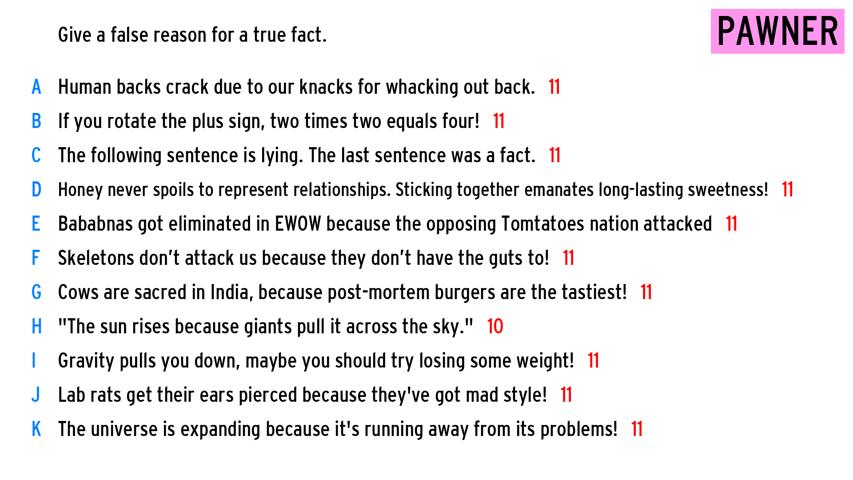 Give a false reason for a true fact.
PAWNER
A Human backs crack due to our knacks for whacking out back. 11
B If you rotate the plus sign, two times two equals four! 11
C The following sentence is lying. The last sentence was a fact. 11
D Honey never spoils to represent relationships. Sticking together emanates long-lasting sweetness! 11
E Bababnas got eliminated in EWOW because the opposing Tomtatoes nation attacked 11
F Skeletons don't attack us because they don't have the guts to! 11
G Cows are sacred in India, because post-mortem burgers are the tastiest! 11
H "The sun rises because giants pull it across the sky." 10
I Gravity pulls you down, maybe you should try losing some weight! 11
J Lab rats get their ears pierced because they've got mad style! 11
K The universe is expanding because it's running away from its problems! 11